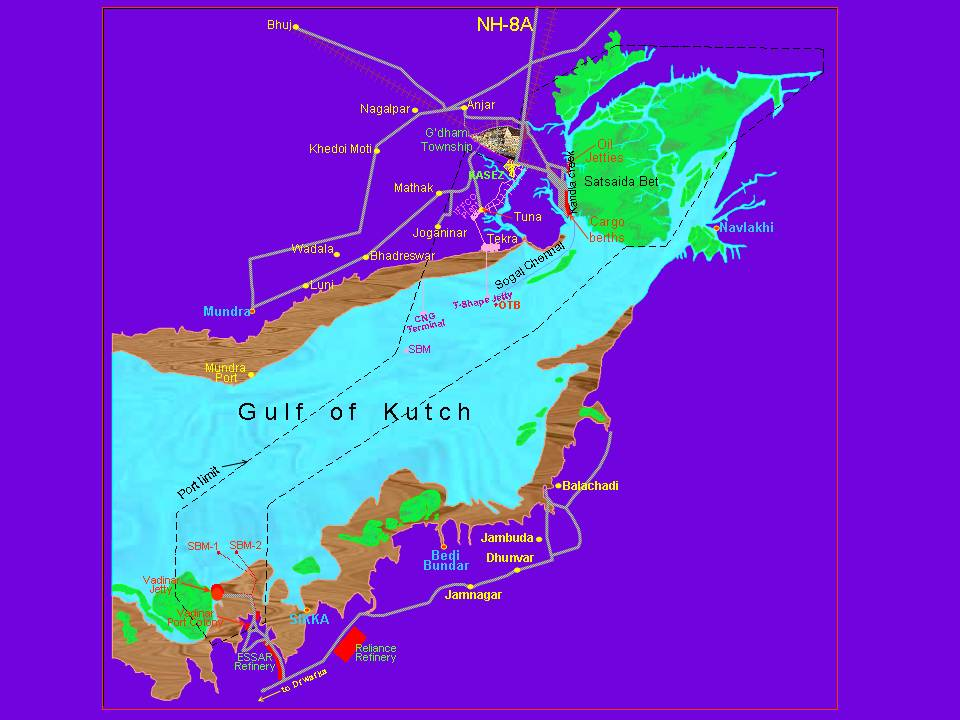 Bhuj
NH-8A
Nagalpar
Anjar
G'dham
Township
Khedoi Moti
Oil
Jetties
KASEZ
Kandla Creek
Satsaida Bet
Mathak
IFFCO
Tuna
Cargo
berths
Navlakhi
Joganinar
Tekra
Wadala
Bhadreswar
Sogal Chennal
Luni
T-Shape Jetty
OTB
Mundra
CNG
Terminal
SBM
Mundra
Port
Gulf of Kutch
Port limit
Balachadi
SBM-1
SBM-2
Jambuda
Bedi
Bundar
Dhunvar
Vadinar
Jetty
Jamnagar
Vadinar
Port Colony
SIKKA
ESSAR
Refinery
Reliance
Refinery
to Drwarka